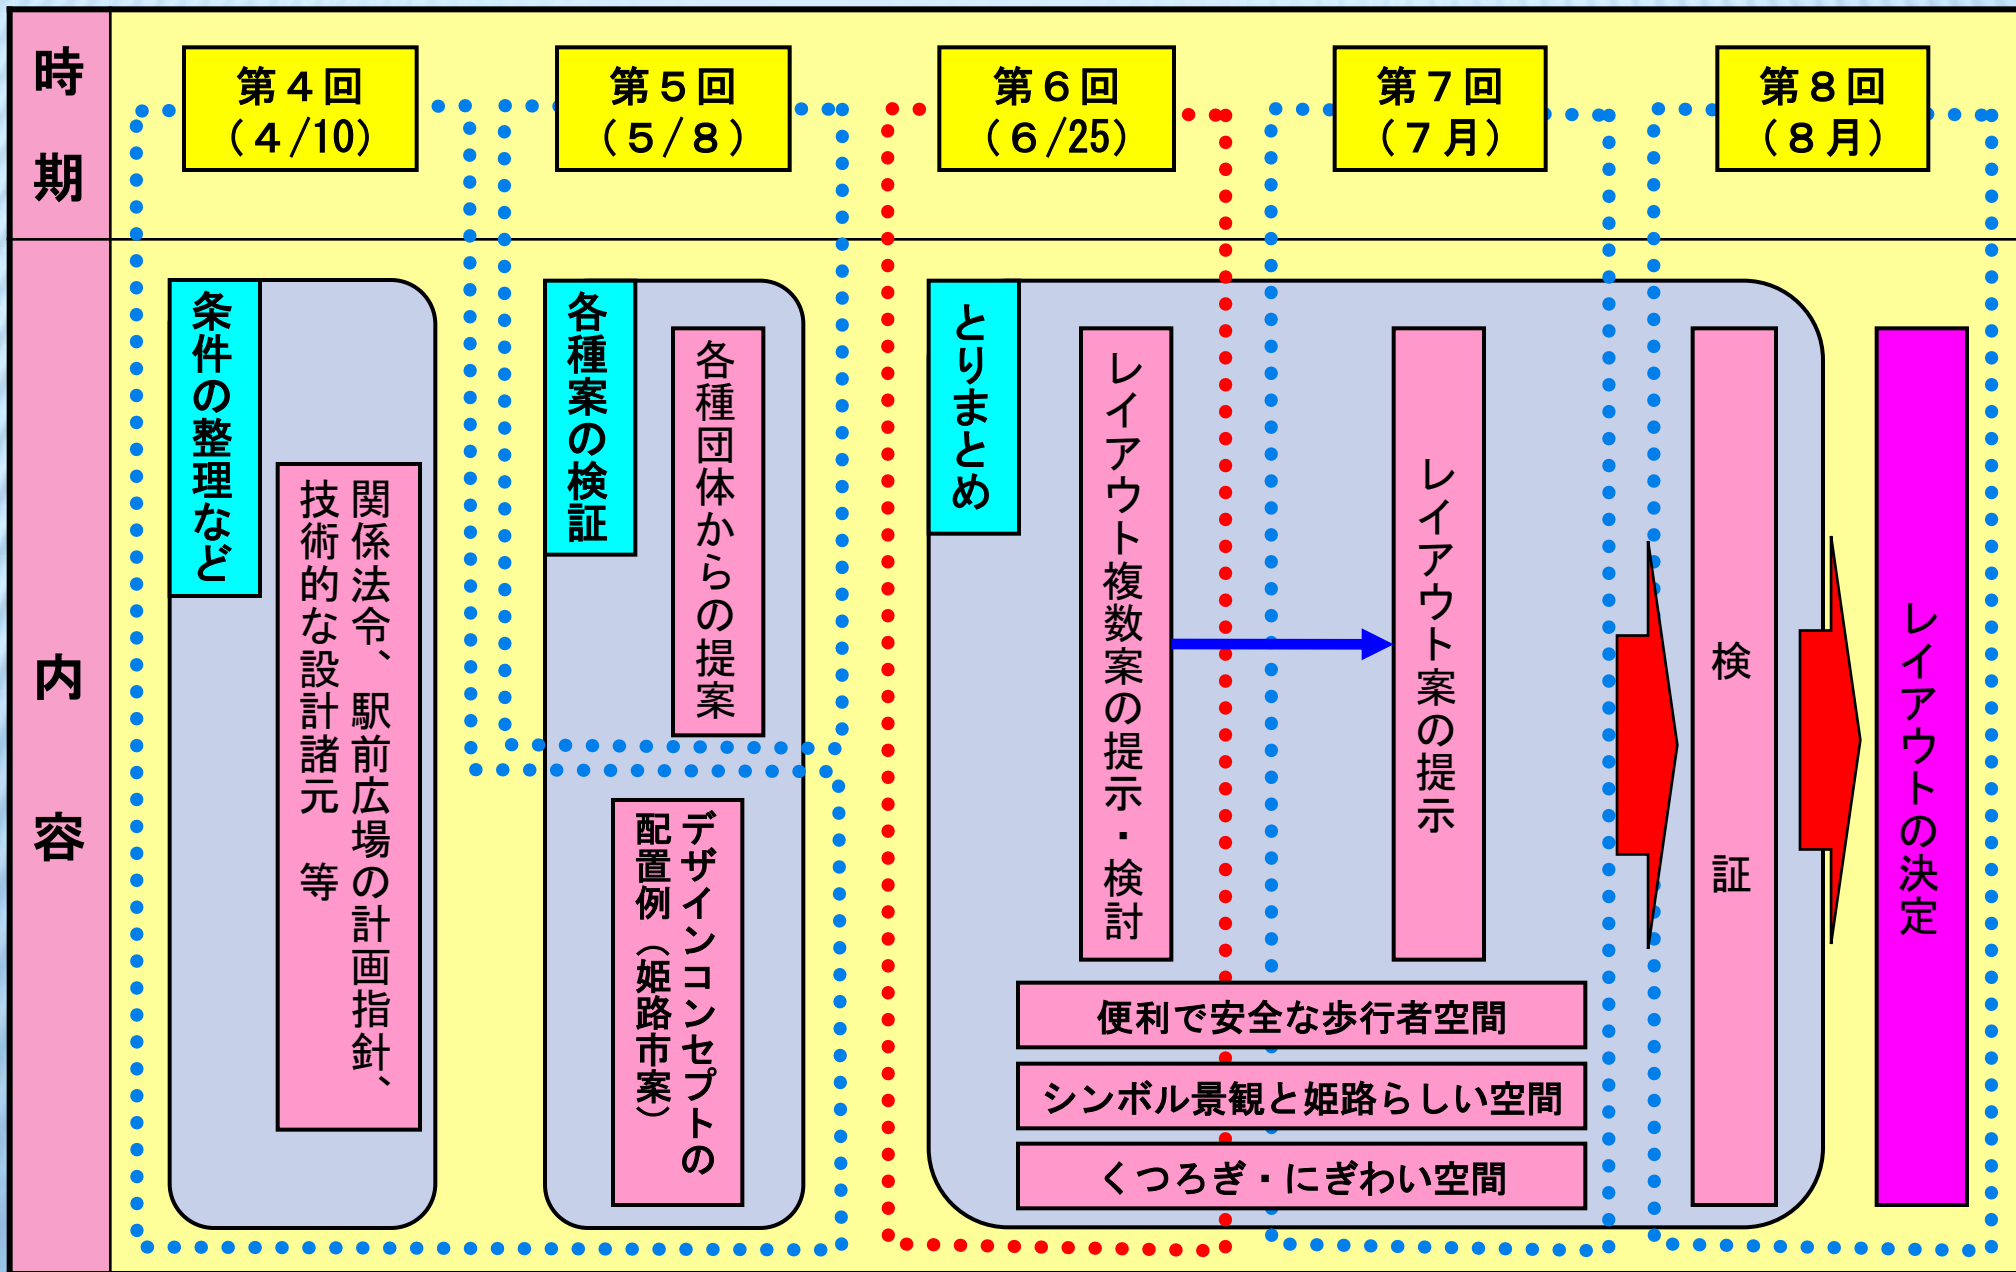 時期
第４回
（４/10）
第５回
（５/８）
第６回
（６/25）
第７回
（７月）
第８回
（８月）
内容
条件の整理など
関係法令、駅前広場の計画指針、
技術的な設計諸元　等
各種案の検証
各種団体からの提案
デザインコンセプトの
配置例（姫路市案）
とりまとめ
レイアウト複数案の提示・検討
レイアウト案の提示
便利で安全な歩行者空間
シンボル景観と姫路らしい空間
くつろぎ・にぎわい空間
検証
レイアウトの決定